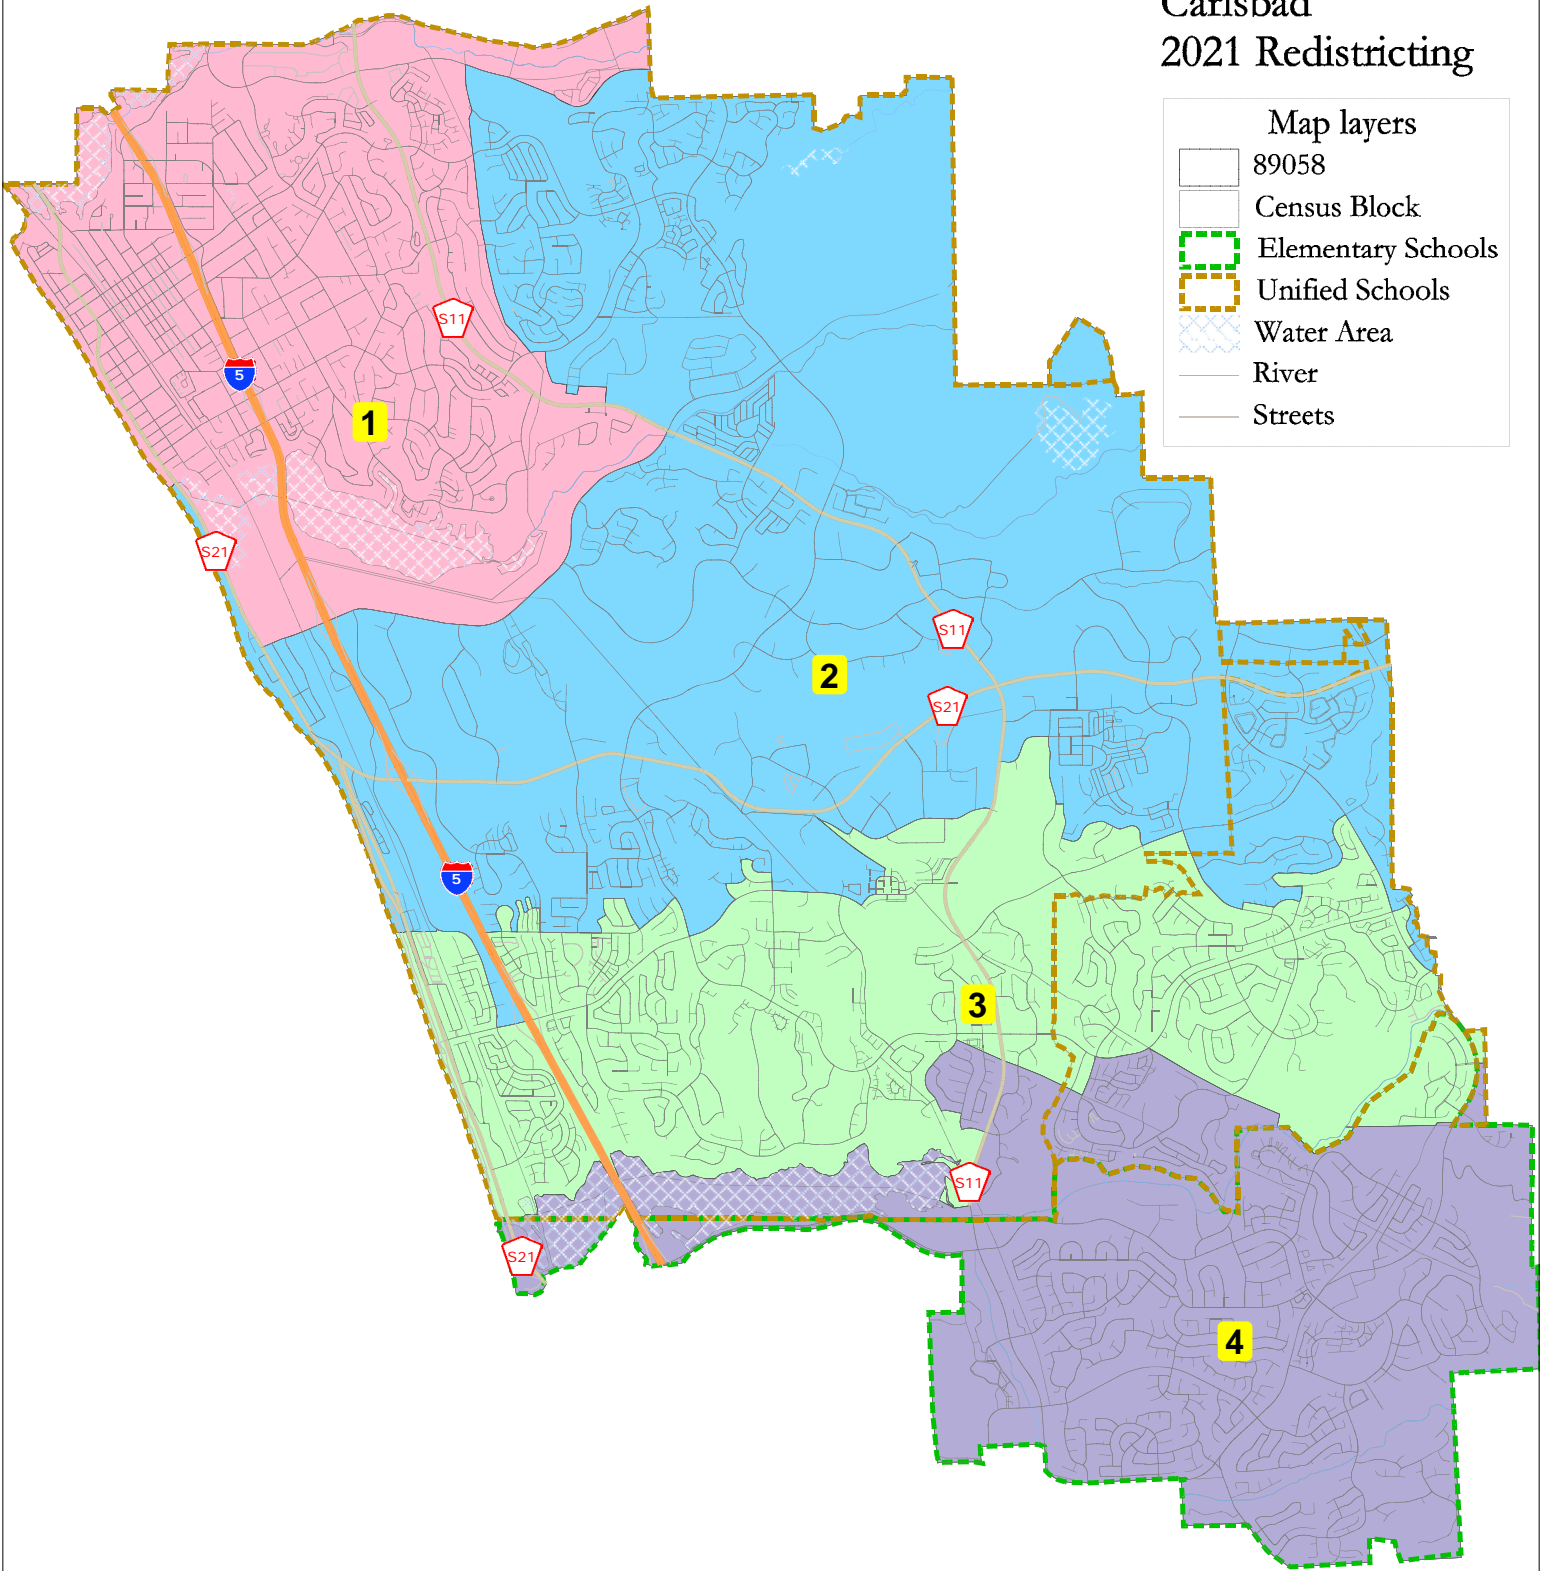 Carlsbad
2021 Redistricting
Map layers
89058
Census Block
Elementary Schools
Unified Schools
Water Area
River
Streets
S11
5
1
S21
S11
2
S21
5
3
S11
S21
4